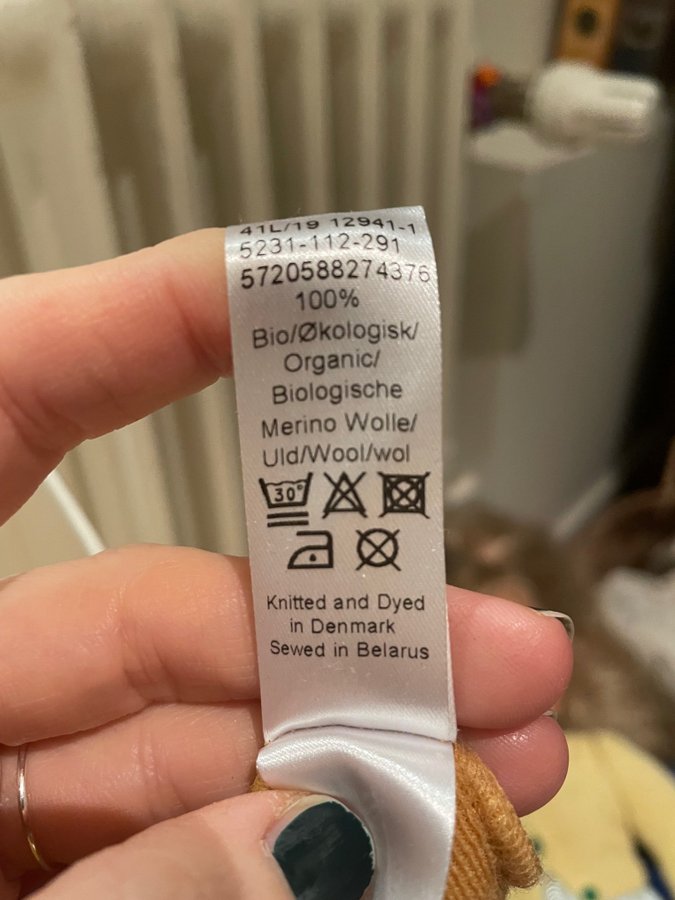 41L/19 12941-1
5231-112-291
5720588274376
100%
Bio/Økologisk/
Organic/
Biologische
Merino Wolle/
Uld/Wool/wol
30°
Knitted and Dyed
in Denmark
Sewed in Belarus